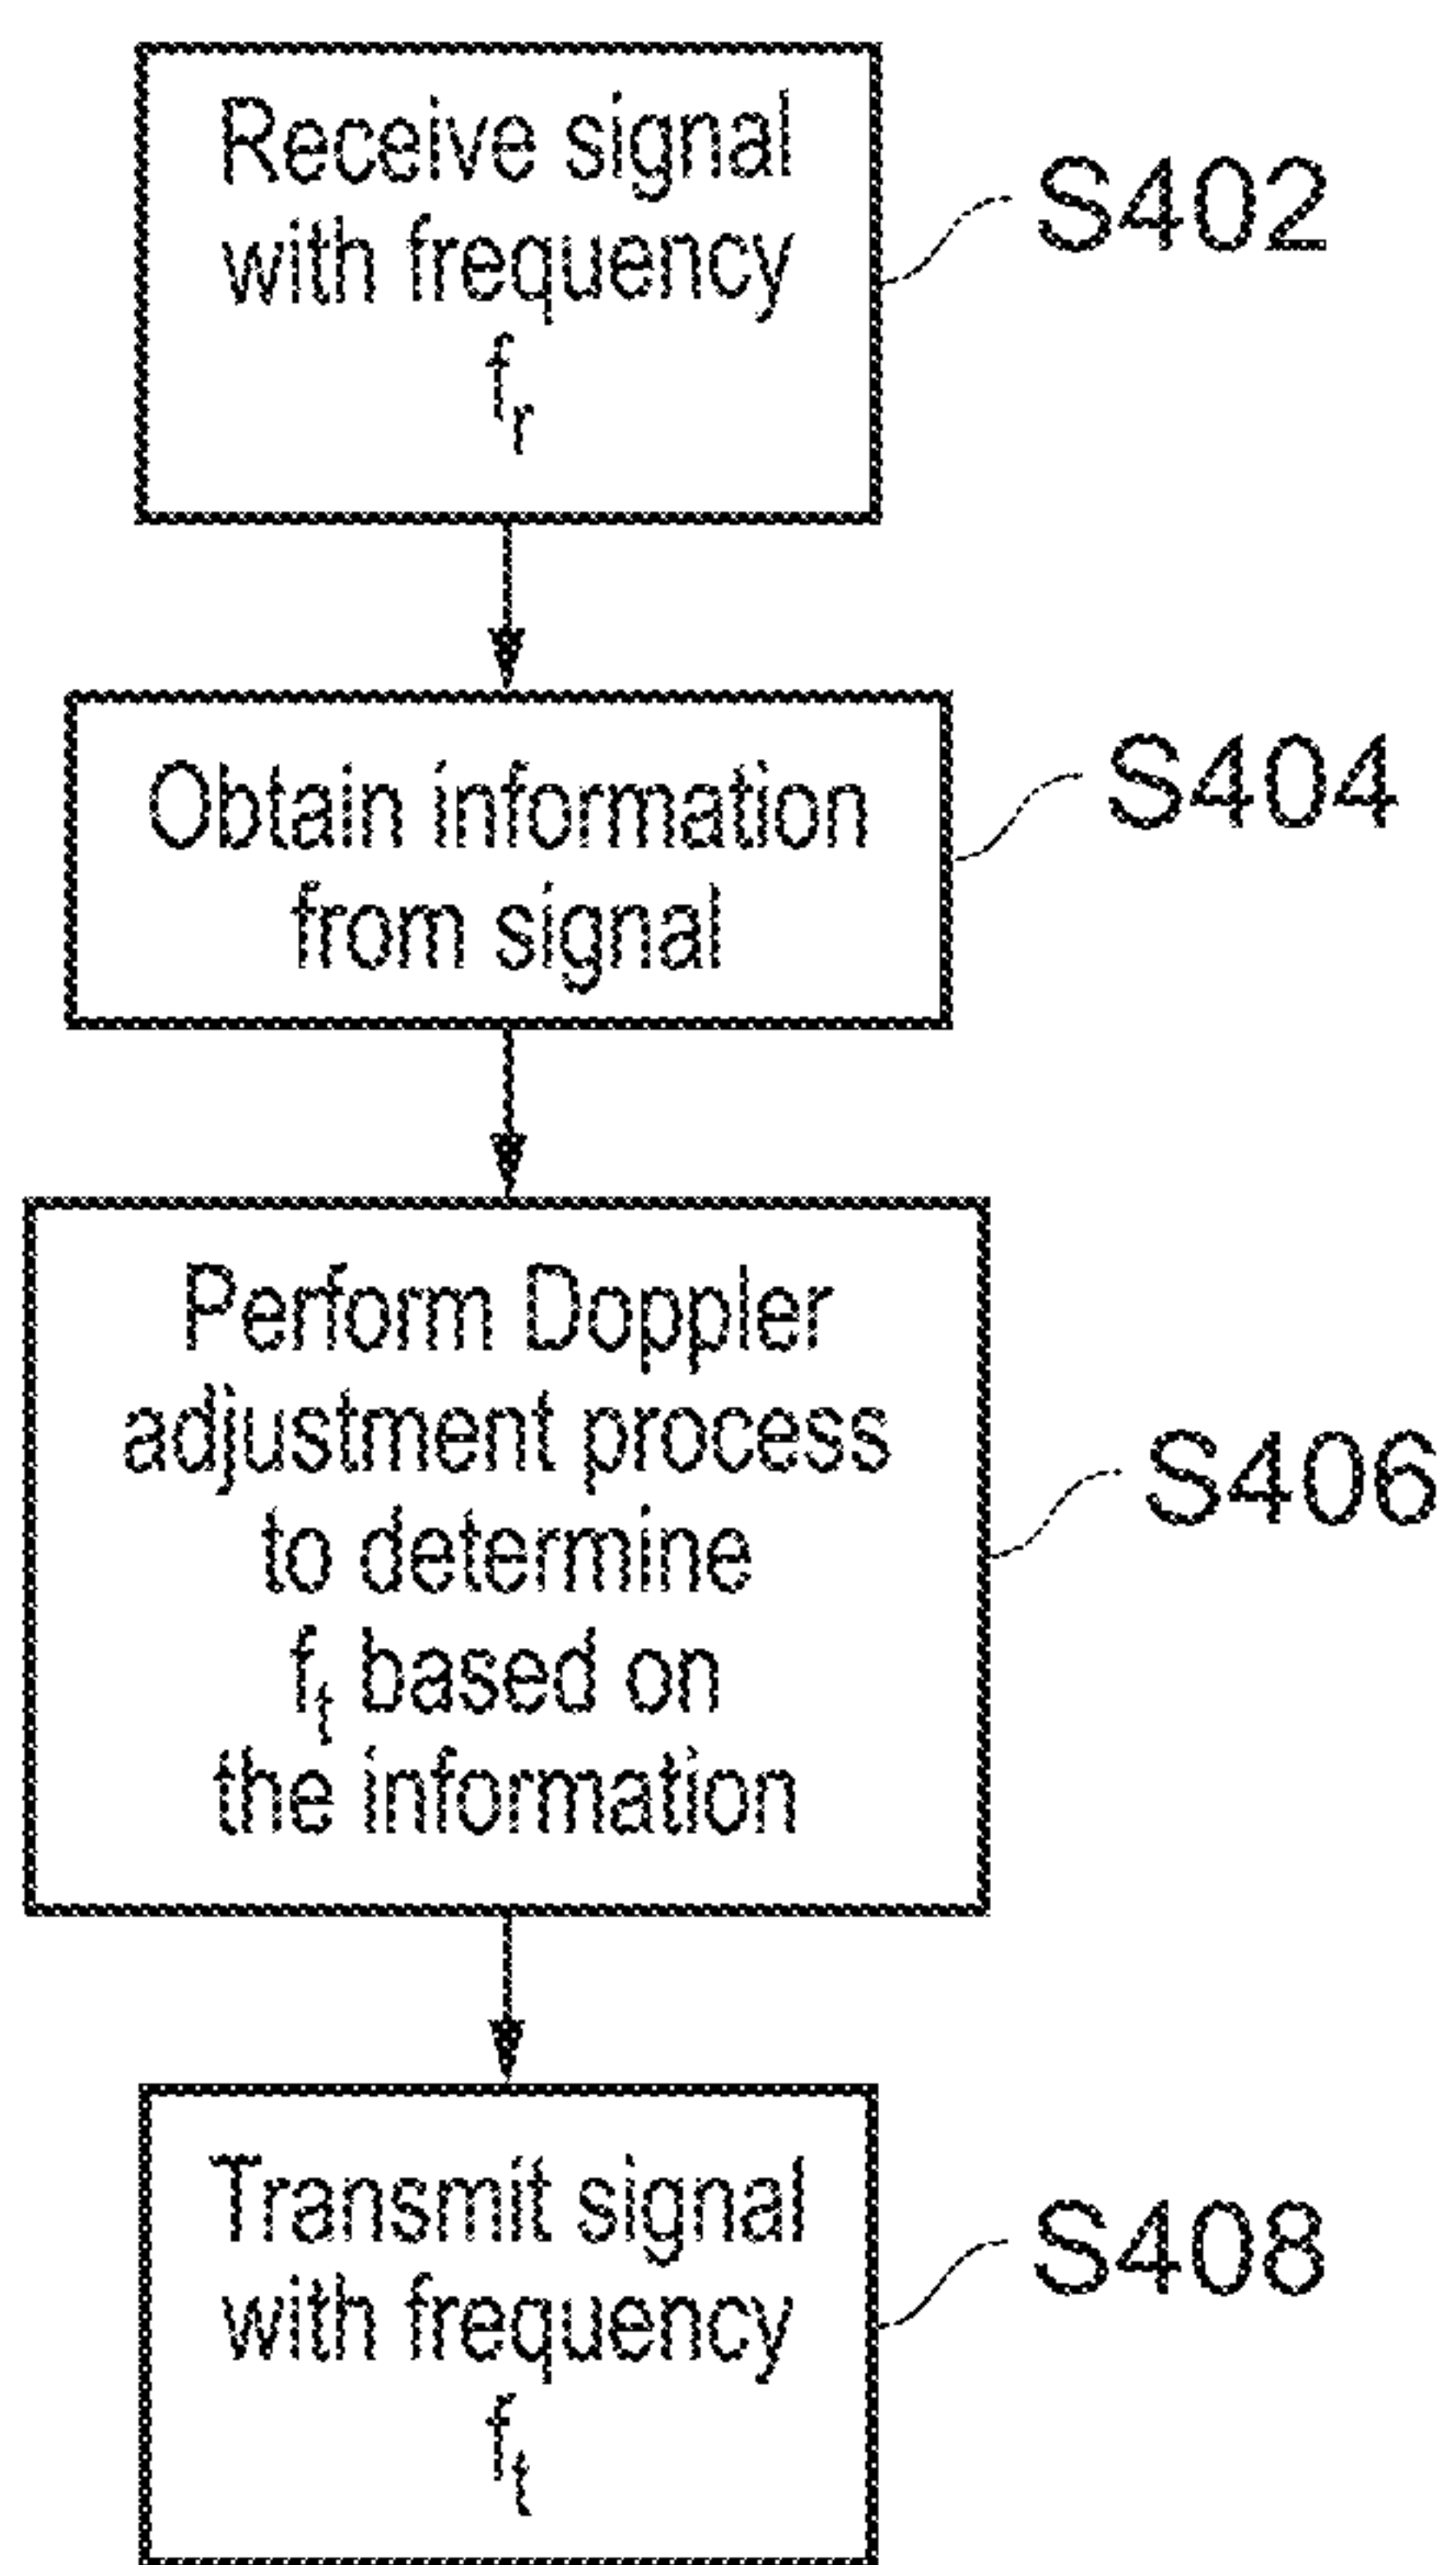 Receive signal
with frequency
fr
S402
Obtain information
from signal
S404
Perform Doppler
adjustment process
to determine
ft based on
the information
S406
Transmit signal
with frequency
ft
S408